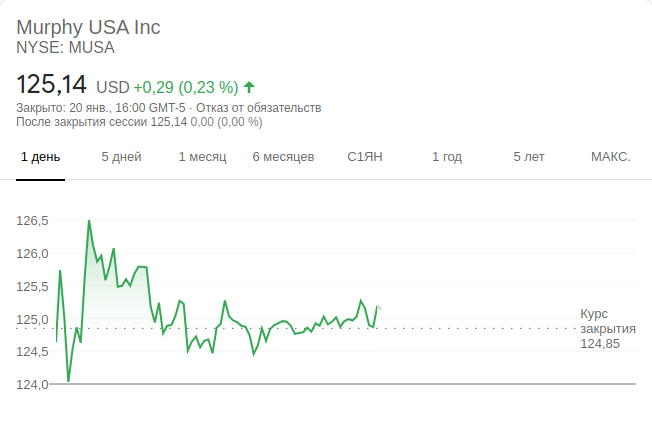 Murphy USA Inc
NYSE: MUSA
125,14 USD +0,29 (0,23 %)
Закрыто: 20 янв., 16:00 GMT-5 · Отказ от обязательств
После закрытия сессии 125,14 0,00 (0,00 %)
1 день 5 дней 1 месяц 6 месяцев С1ЯН 1 год 5 лет МАКС.
126,5
126,0
125,5
125,0
124,5
124,0
Курс
закрытия
124,85